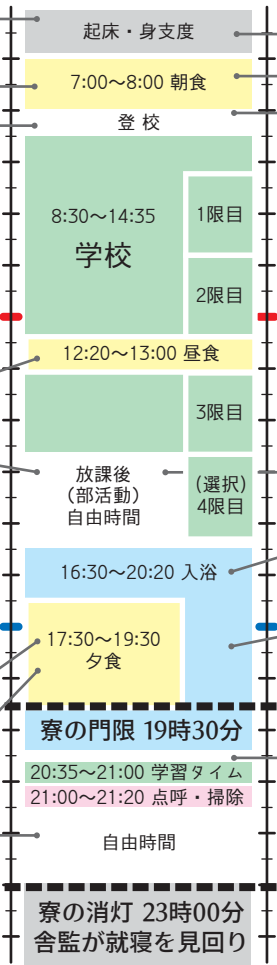 起床・身支度
7:00〜8:00 朝食
登 校
8:30〜14:35
学校
1限目
2限目
12:20〜13:00 昼食
3限目
放課後
(部活動)
自由時間
(選択)
4限目
16:30〜20:20 入浴
17:30〜19:30
夕食
寮の門限 19時30分
20:35〜21:00 学習タイム
21:00〜21:20 点呼・掃除
自由時間
寮の消灯 23時00分
舎監が就寝を見回り